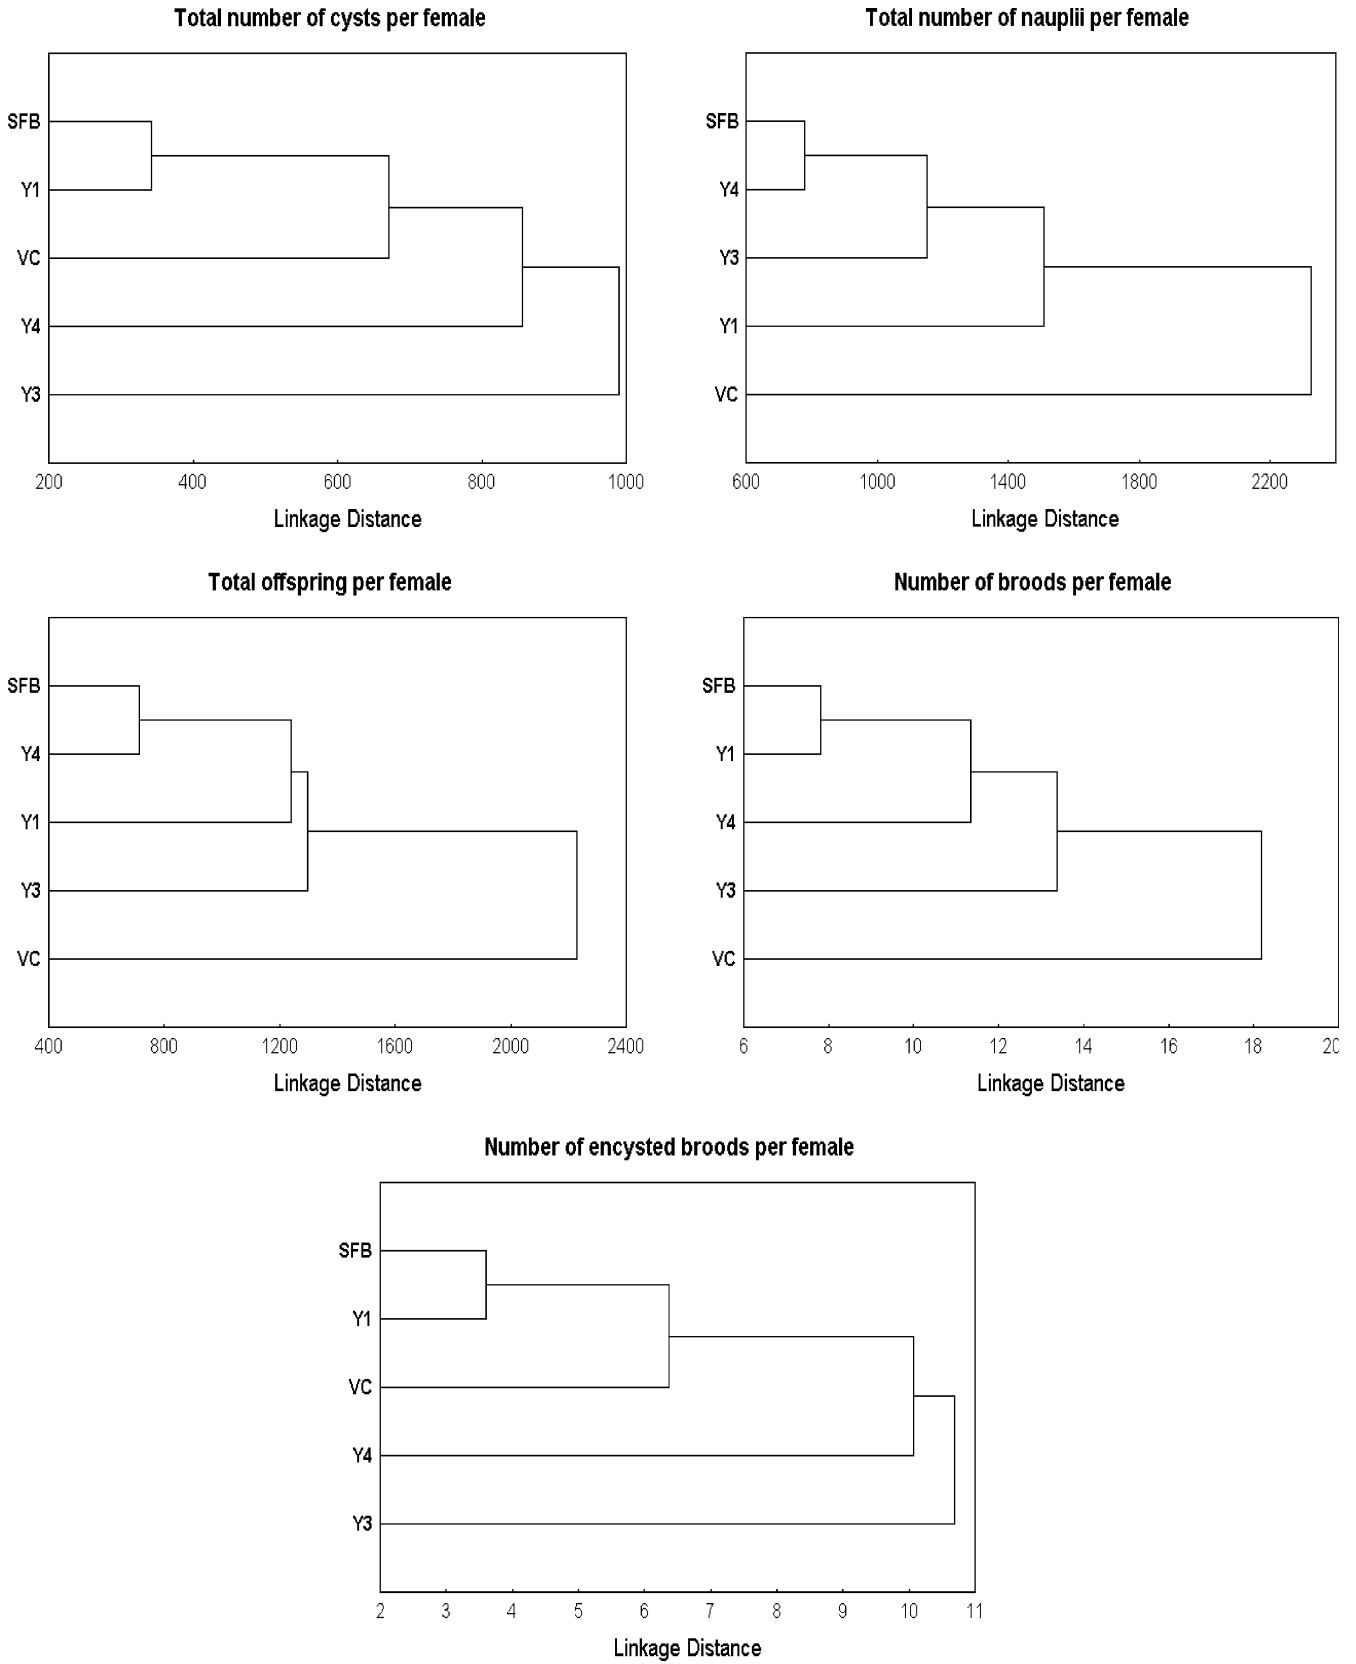 Total number of cysts per female
SFB
Y1
VC
Y4
Y3
200 400 600 800 1000
Linkage Distance
Total number of nauplii per female
SFB
Y4
Y3
Y1
VC
600 1000 1400 1800 2200
Linkage Distance
Total offspring per female
SFB
Y4
Y1
Y3
VC
400 800 1200 1600 2000 2400
Linkage Distance
Number of broods per female
SFB
Y1
Y4
Y3
VC
6 8 10 12 14 16 18 20
Linkage Distance
Number of encysted broods per female
SFB
Y1
VC
Y4
Y3
2 3 4 5 6 7 8 9 10 11
Linkage Distance